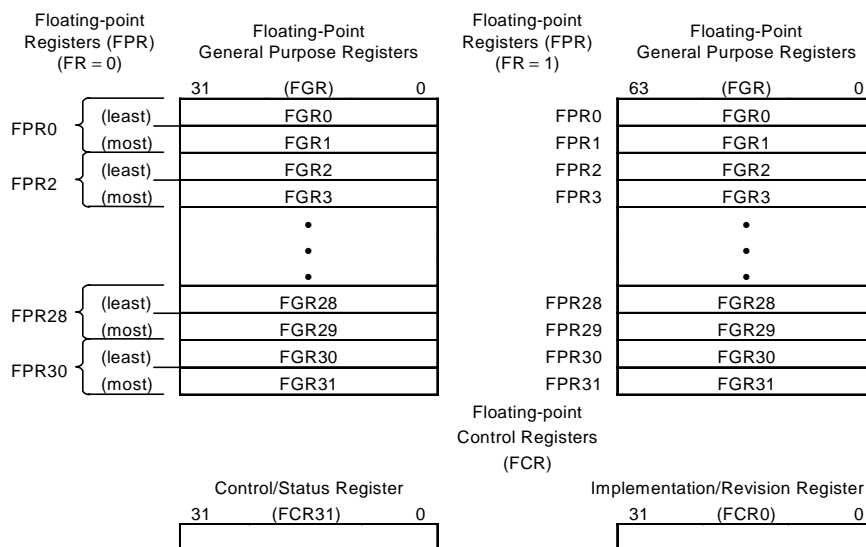 Floating-point
Registers (FPR)
(FR = 0)
Floating-Point
General Purpose Registers
31 (FGR) 0
FPR0 (least) FGR0
(most) FGR1
FPR2 (least) FGR2
(most) FGR3
•
•
•
FPR28 (least) FGR28
(most) FGR29
FPR30 (least) FGR30
(most) FGR31
Floating-point
Registers (FPR)
(FR = 1)
Floating-Point
General Purpose Registers
63 (FGR) 0
FPR0 FGR0
FPR1 FGR1
FPR2 FGR2
FPR3 FGR3
•
•
•
FPR28 FGR28
FPR29 FGR29
FPR30 FGR30
FPR31 FGR31
Floating-point
Control Registers
(FCR)
Control/Status Register
31 (FCR31) 0
Implementation/Revision Register
31 (FCR0) 0